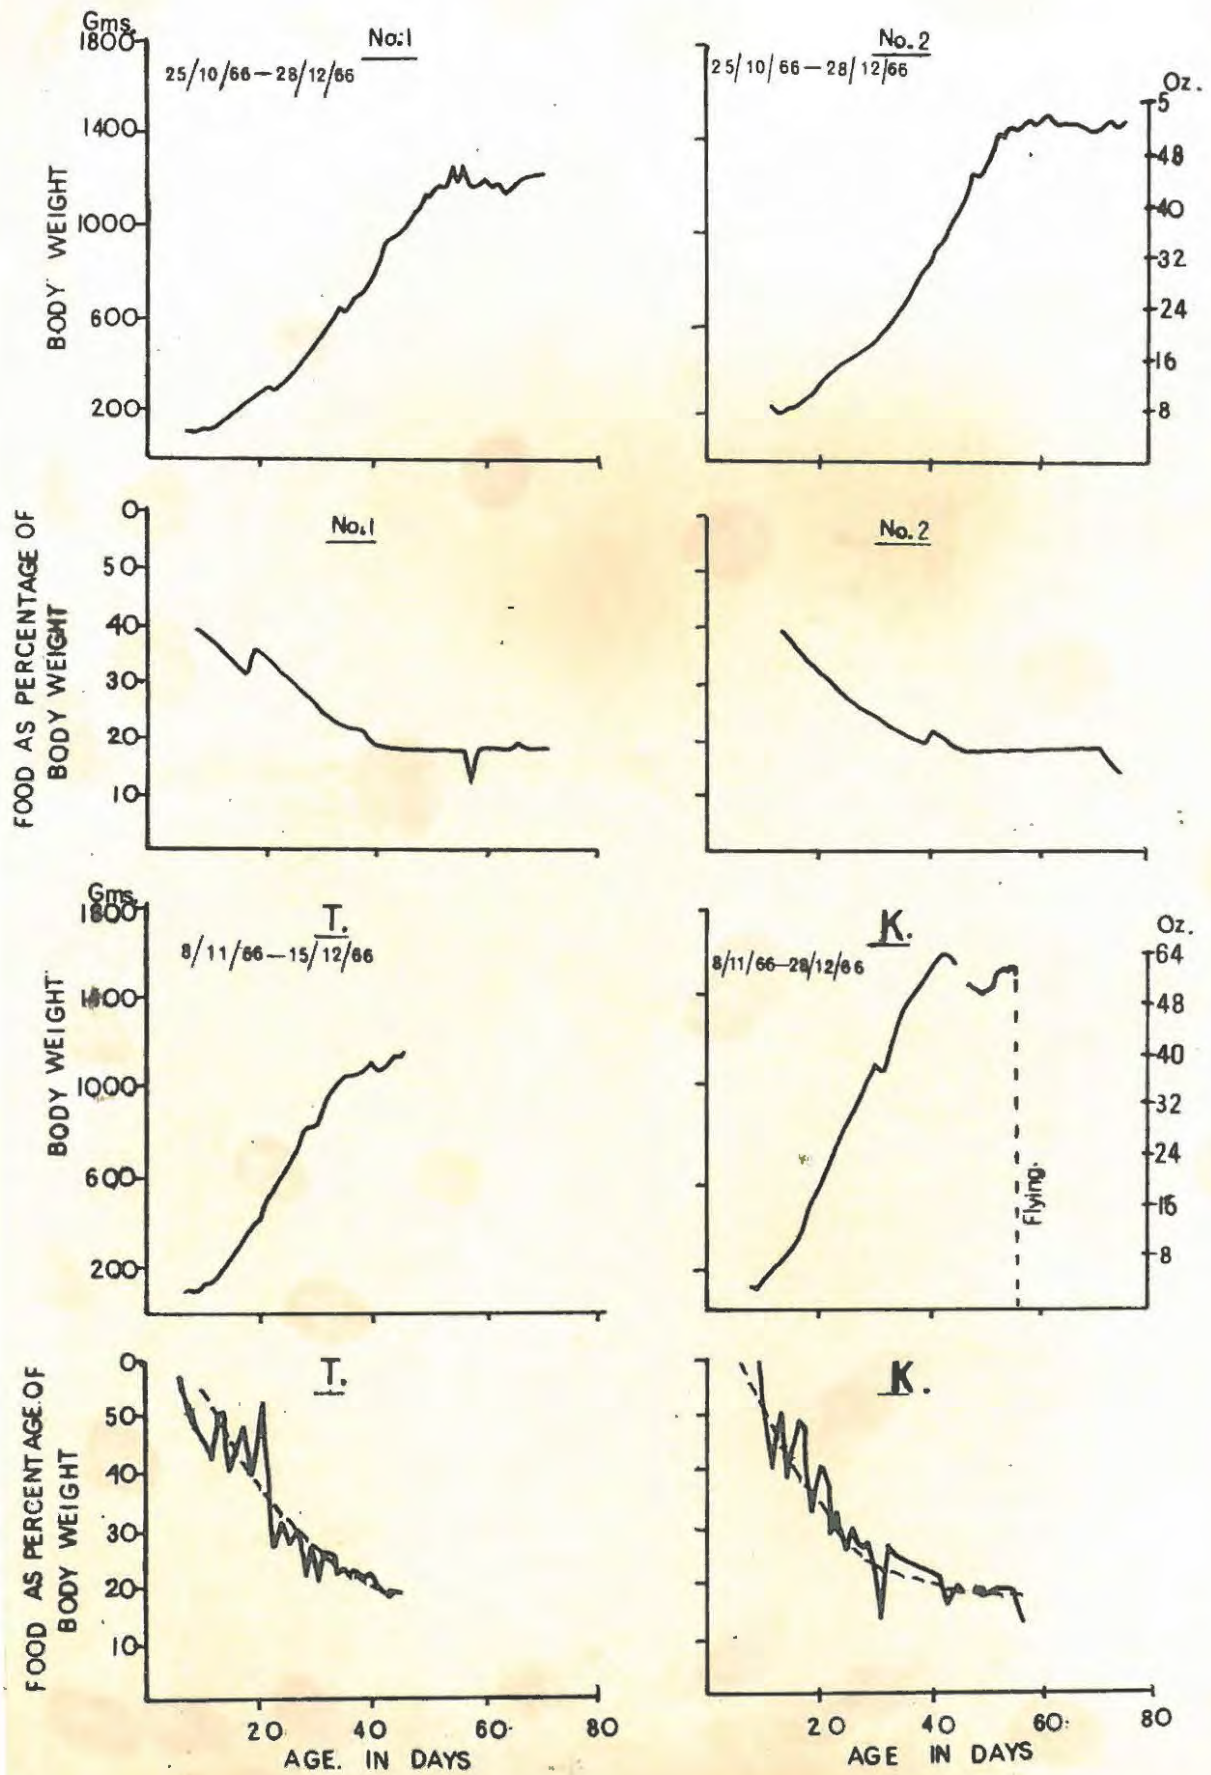 Gms.
1800
No.1
25/10/66—28/12/66
1400
1000
600
200
BODY WEIGHT
No.2
25/10/66—28/12/66
Oz.
5
48
40
32
24
16
8
0
50
40
30
20
10
FOOD AS PERCENTAGE OF
BODY WEIGHT
No.1
No.2
Gms.
1800
T.
8/11/66—15/12/66
1400
1000
600
200
BODY WEIGHT
K.
8/11/66—28/12/66
Oz.
64
48
40
32
24
16
8
Flying.
0
50
40
30
20
10
FOOD AS PERCENTAGE OF
BODY WEIGHT
T.
K.
20 40 60 80
AGE. IN DAYS
20 40 60 80
AGE IN DAYS